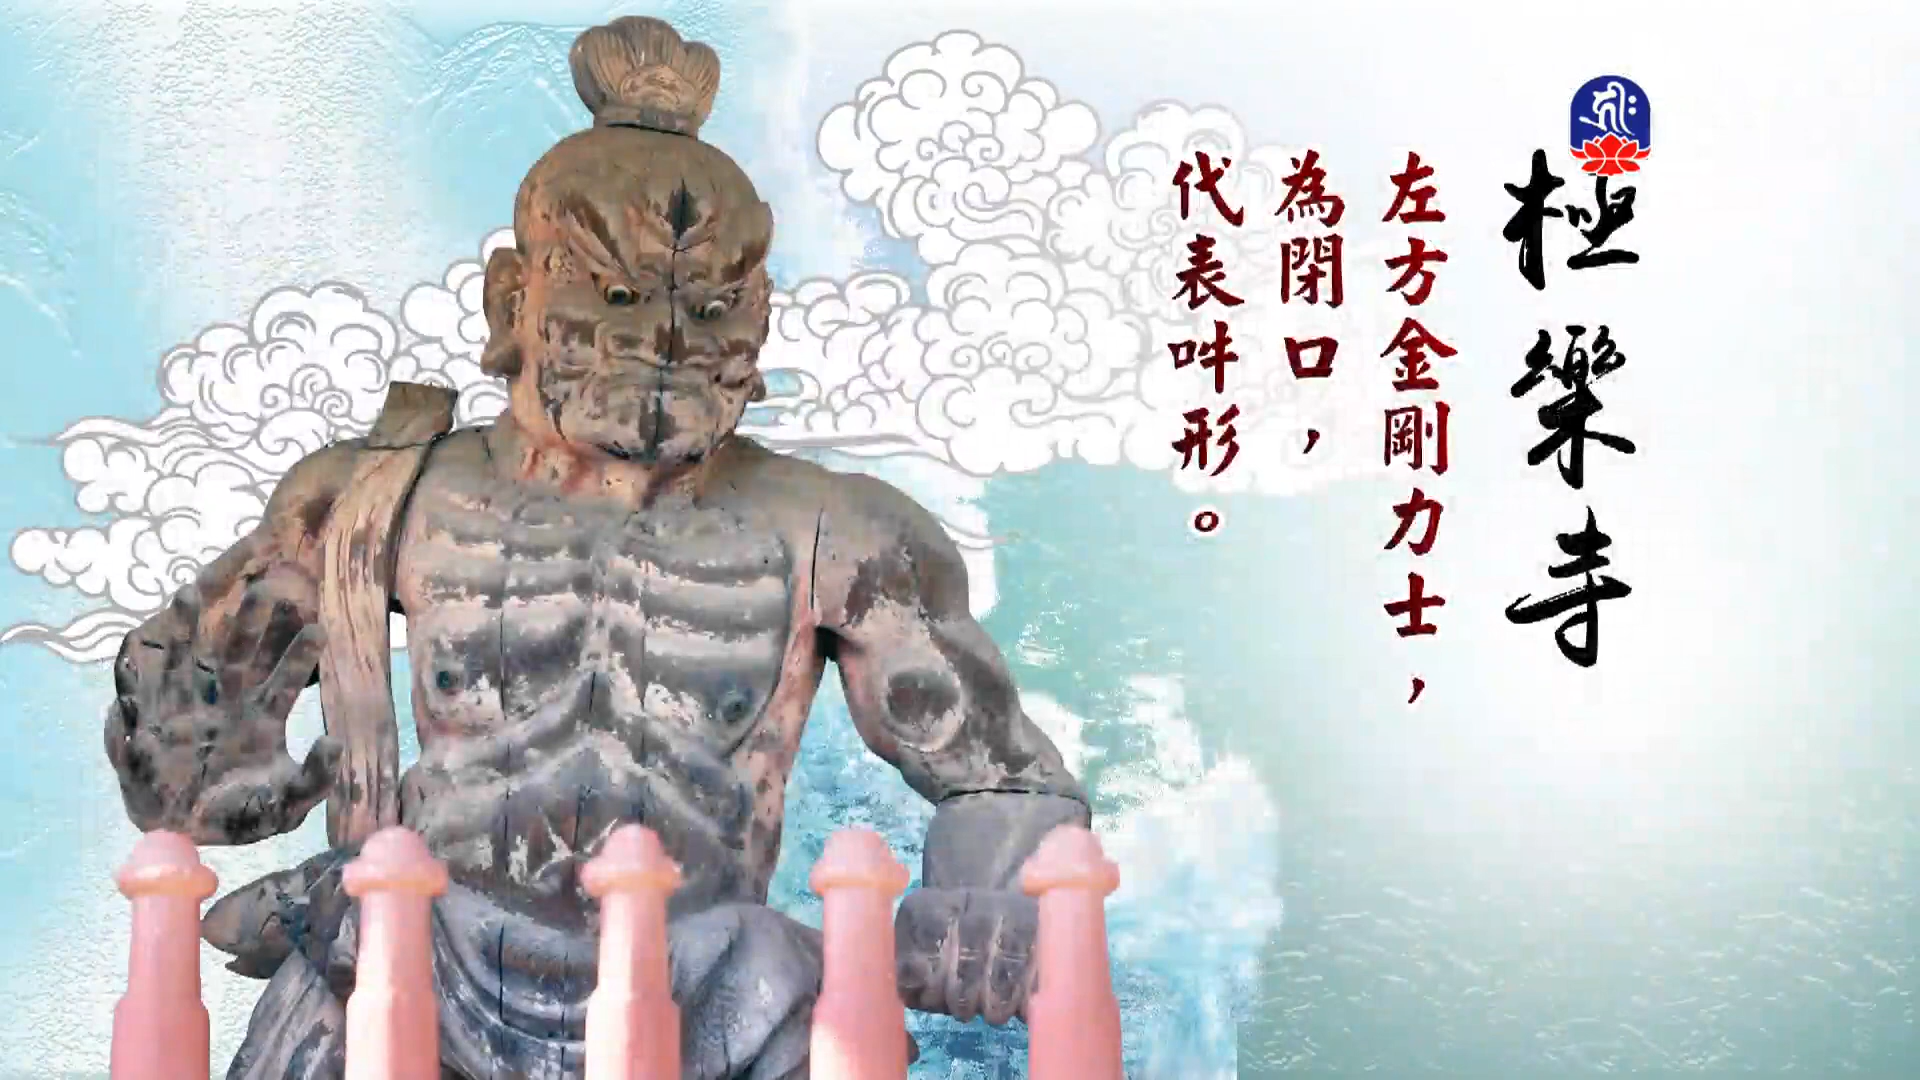 極樂寺
左方金剛力士，
為閉口，
代表吽形。